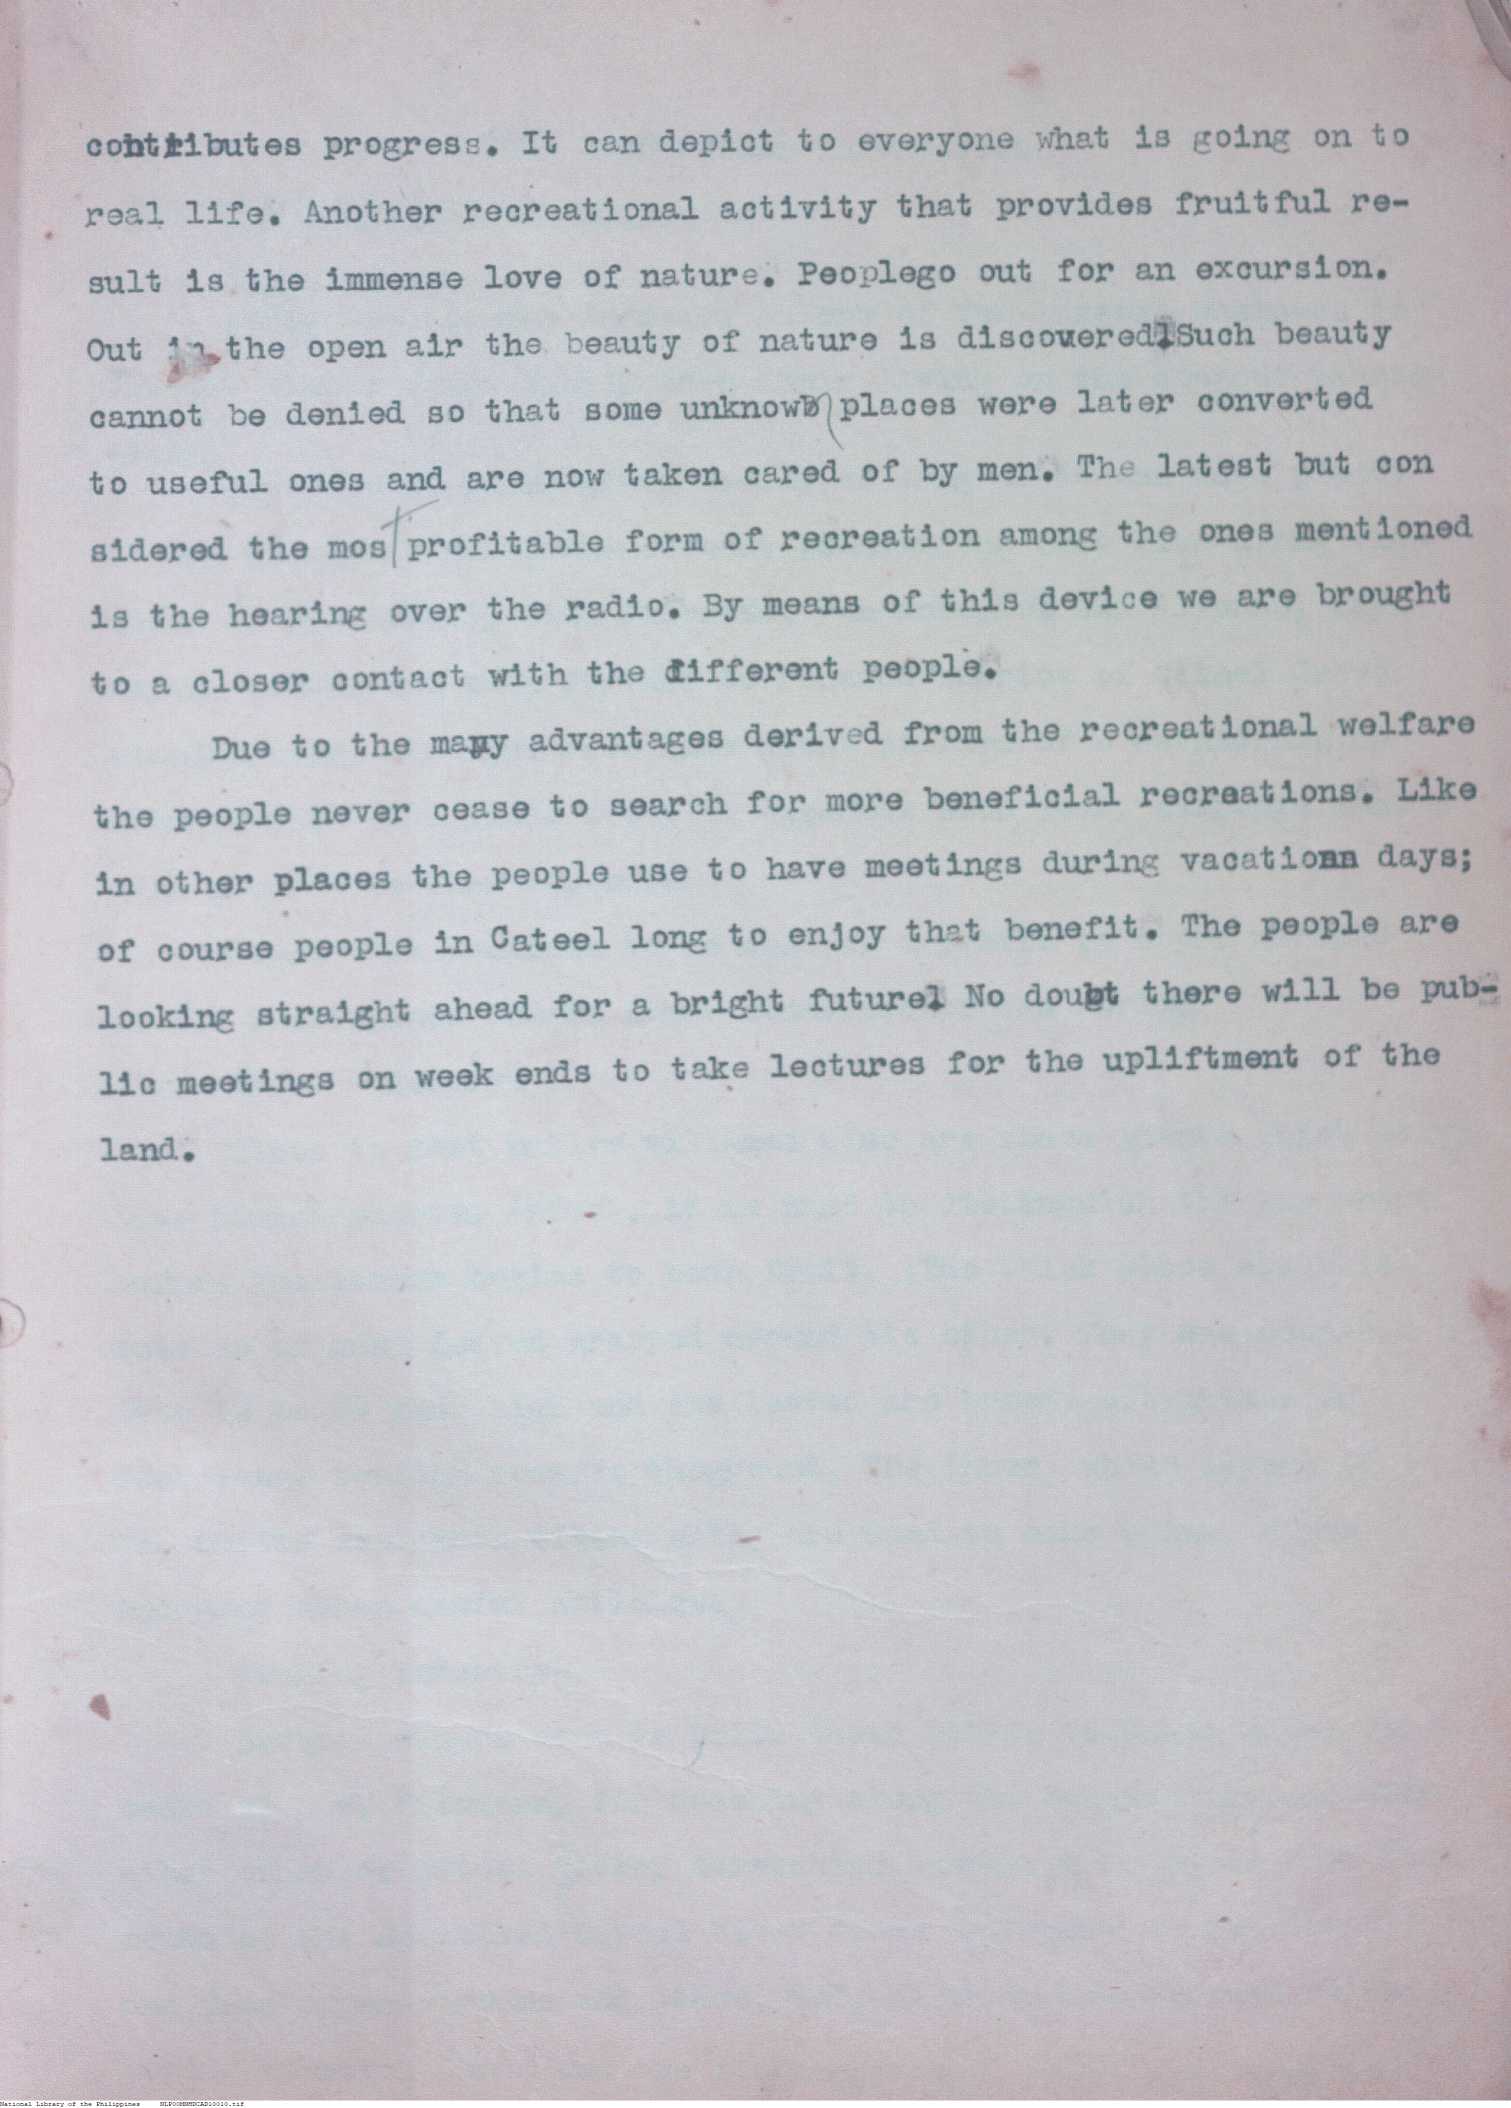 contributes progress. It can depict to everyone what is going on to
real life. Another recreational activity that provides fruitful re-
sult is the immense love of nature. Peoplego out for an excursion.
Out in the open air the beauty of nature is discovered. Such beauty
cannot be denied so that some unknown places were later converted
to useful ones and are now taken cared of by men. The latest but con
sidered the most profitable form of recreation among the ones mentioned
is the hearing over the radio. By means of this device we are brought
to a closer contact with the different people.
Due to the many advantages derived from the recreational welfare
the people never cease to search for more beneficial recreations. Like
in other places the people use to have meetings during vacation days;
of course people in Cateel long to enjoy that benefit. The people are
looking straight ahead for a bright future. No doubt there will be pub-
lic meetings on week ends to take lectures for the upliftment of the
land.
National Library of the Philippines